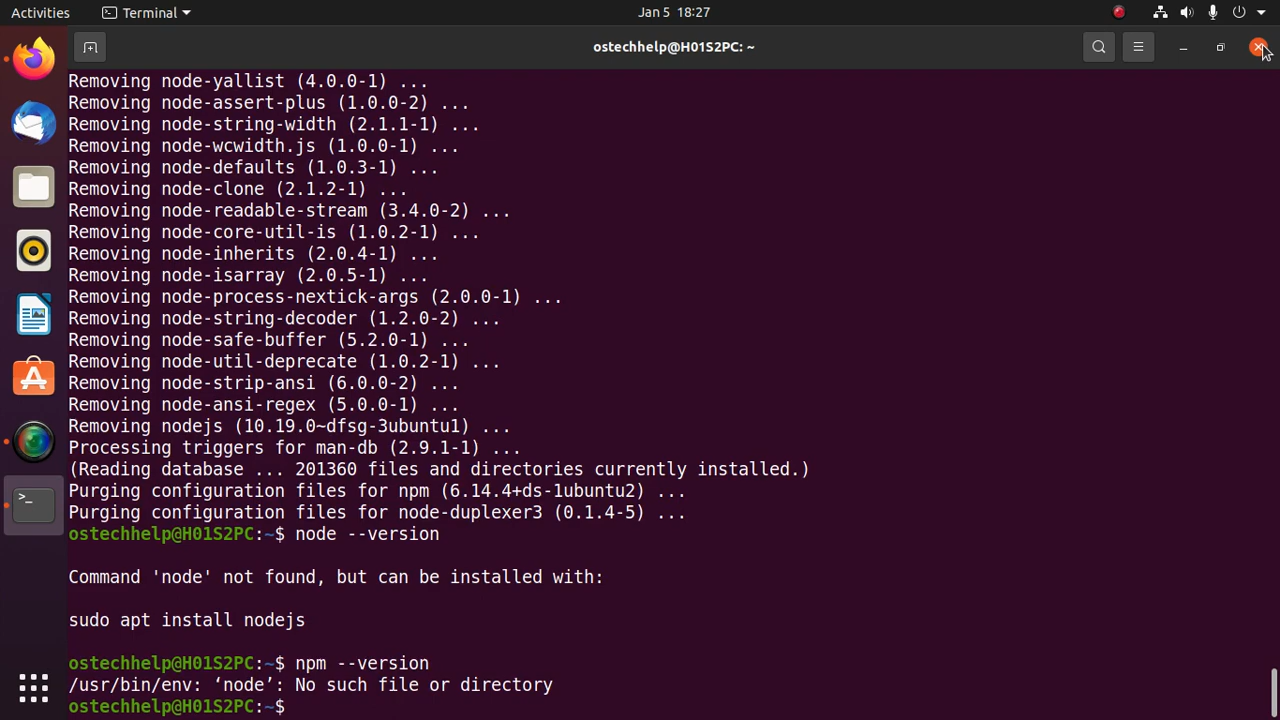 Activities
Terminal
Jan 5 18:27
ostechhelp@H01S2PC: ~
Removing node-yallist (4.0.0-1) ...
Removing node-assert-plus (1.0.0-2) ...
Removing node-string-width (2.1.1-1) ...
Removing node-wcwidth.js (1.0.0-1) ...
Removing node-defaults (1.0.3-1) ...
Removing node-clone (2.1.2-1) ...
Removing node-readable-stream (3.4.0-2) ...
Removing node-core-util-is (1.0.2-1) ...
Removing node-inherits (2.0.4-1) ...
Removing node-isarray (2.0.5-1) ...
Removing node-process-nextick-args (2.0.0-1) ...
Removing node-string-decoder (1.2.0-2) ...
Removing node-safe-buffer (5.2.0-1) ...
Removing node-util-deprecate (1.0.2-1) ...
Removing node-strip-ansi (6.0.0-2) ...
Removing node-ansi-regex (5.0.0-1) ...
Removing nodejs (10.19.0~dfsg-3ubuntu1) ...
Processing triggers for man-db (2.9.1-1) ...
(Reading database ... 201360 files and directories currently installed.)
Purging configuration files for npm (6.14.4+ds-1ubuntu2) ...
Purging configuration files for node-duplexer3 (0.1.4-5) ...
ostechhelp@H01S2PC:~$ node --version
Command 'node' not found, but can be installed with:
sudo apt install nodejs
ostechhelp@H01S2PC:~$ npm --version
/usr/bin/env: ‘node’: No such file or directory
ostechhelp@H01S2PC:~$